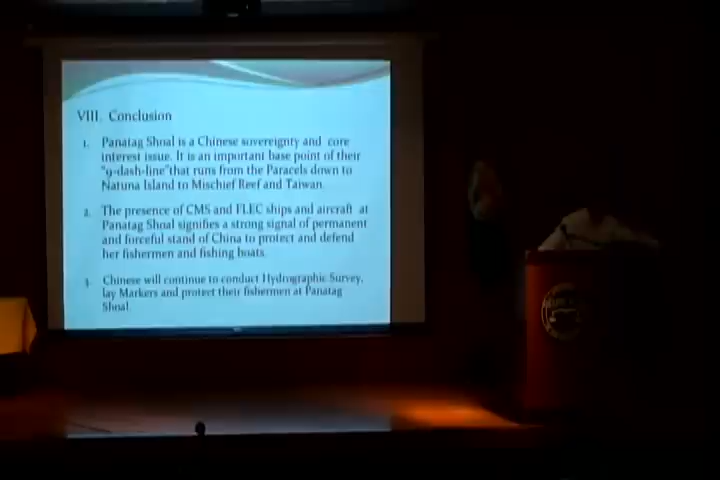 VIII. Conclusion
1. Panatag Shoal is a Chinese sovereignty and core
interest issue. It is an important base point of their
"9-dash-line" that runs from the Paracels down to
Natuna Island to Mischief Reef and Taiwan.
2. The presence of CMS and FLEC ships and aircraft at
Panatag Shoal signifies a strong signal of permanent
and forceful stand of China to protect and defend
her fishermen and fishing boats.
3. Chinese will continue to conduct Hydrographic Survey,
lay Markers and protect their fishermen at Panatag
Shoal